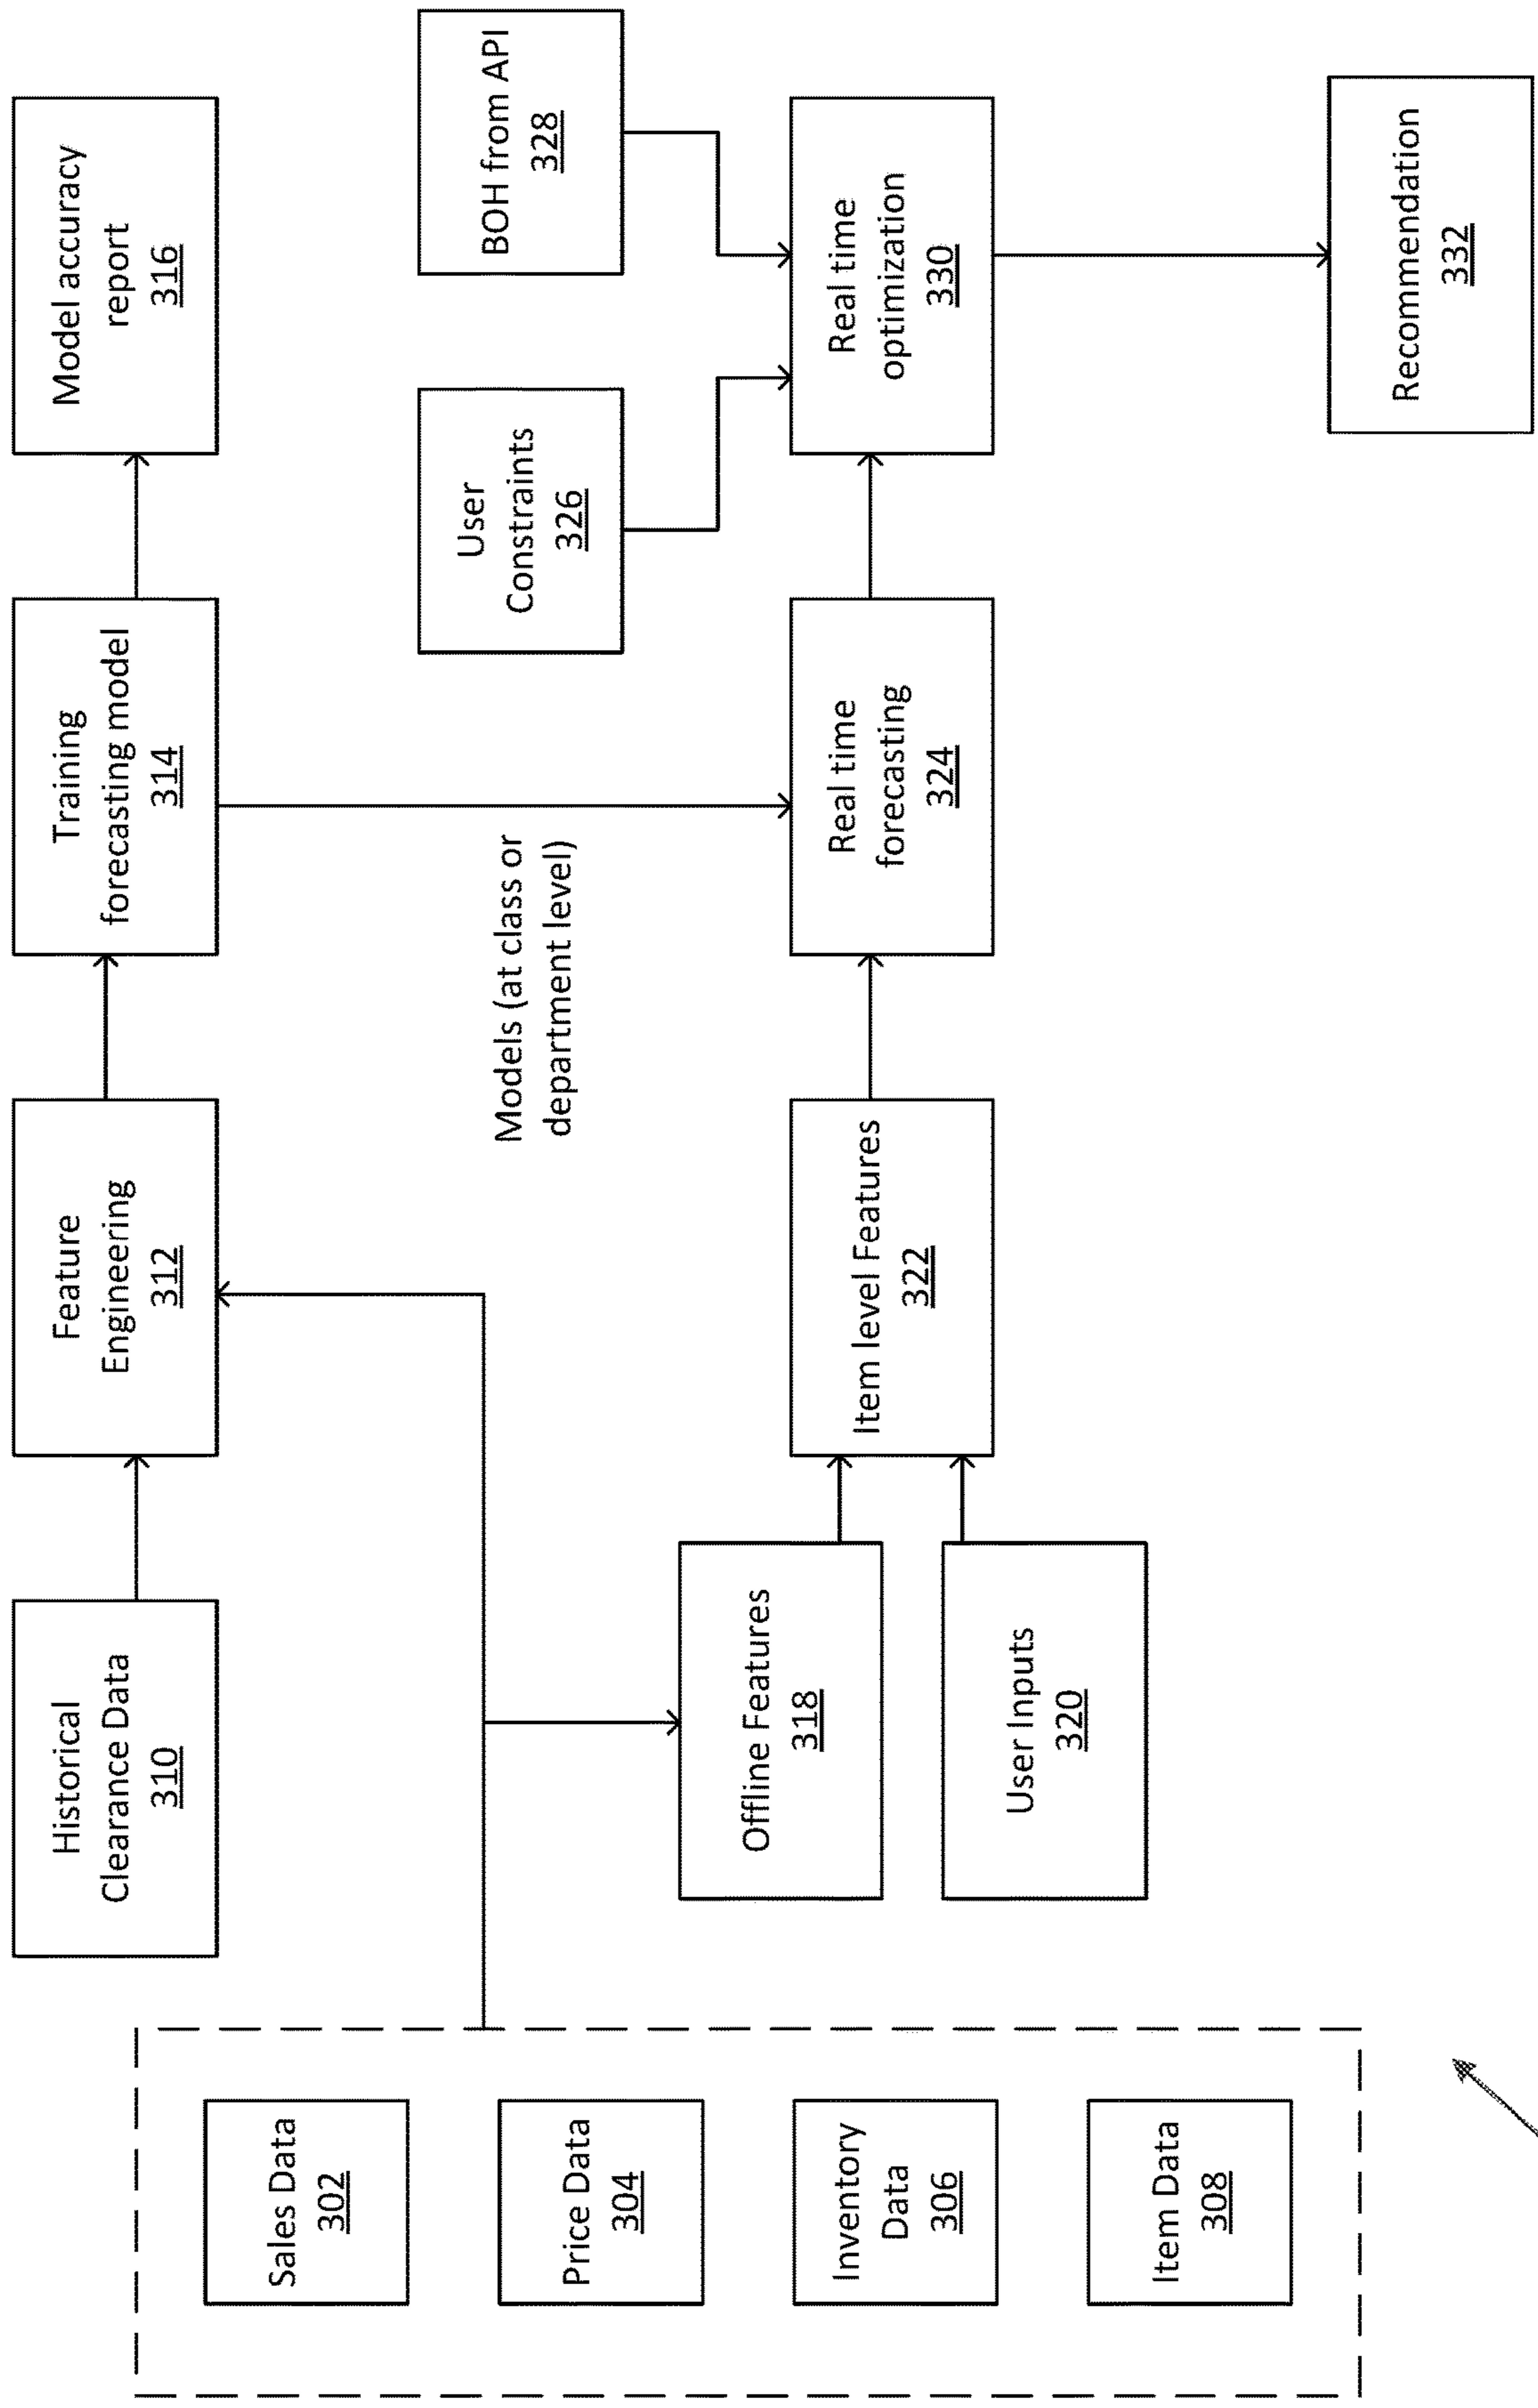 Historical
Clearance Data
310
Feature
Engineering
312
Training
forecasting model
314
Model accuracy
report
316
Sales Data
302
Price Data
304
Inventory
Data
306
Item Data
308
Models (at class or
department level)
User
Constraints
326
BOH from API
328
Offline Features
318
User Inputs
320
Item level Features
322
Real time
forecasting
324
Real time
optimization
330
Recommendation
332